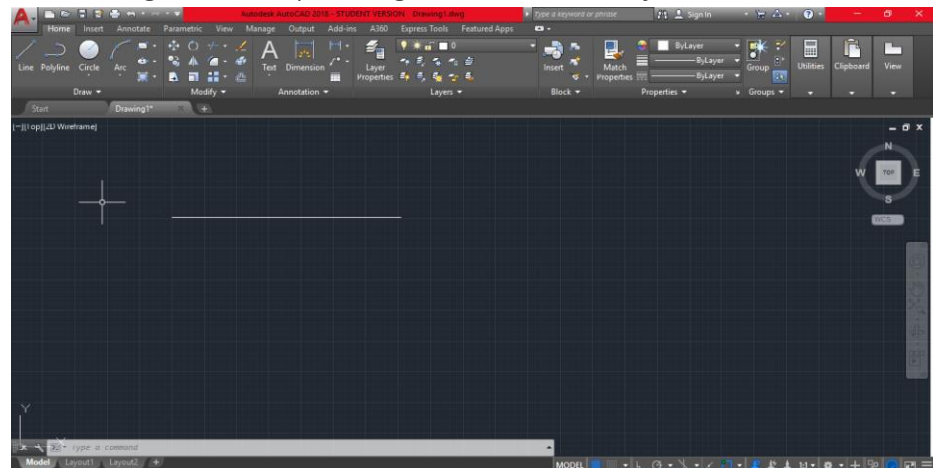 Autodesk AutoCAD 2018 - STUDENT VERSION Drawing1.dwg
Type a keyword or phrase
Sign In
Home Insert Annotate Parametric View Manage Output Add-ins A360 Express Tools Featured Apps
0
ByLayer
Line Polyline Circle Arc
Text Dimension
Layer Properties
Insert
Match Properties
ByLayer
ByLayer
Group Utilities Clipboard View
Draw Modify Annotation Layers Block Properties Groups
Start Drawing1* +
[-][Top][2D Wireframe]
N
W TOP E
S
WCS
Y
X
Type a command
Model Layout1 Layout2 +
MODEL 1:1